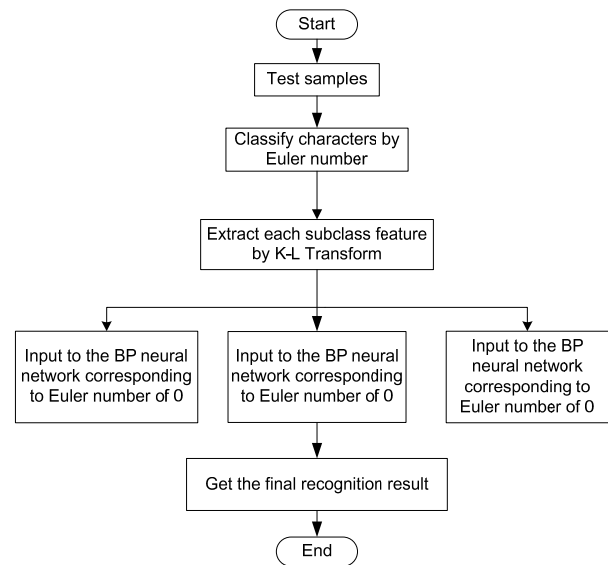 Start
Test samples
Classify characters by
Euler number
Extract each subclass feature
by K-L Transform
Input to the BP neural
network corresponding
to Euler number of 0
Input to the BP neural
network corresponding
to Euler number of 0
Input to the BP
neural network
corresponding to
Euler number of 0
Get the final recognition result
End